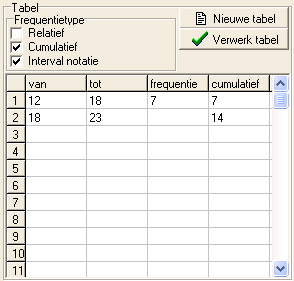 Tabel
Frequentietype
Relatief
Cumulatief
Interval notatie
Nieuwe tabel
Verwerk tabel
van tot frequentie cumulatief
1 12 18 7 7
2 18 23 14
3
4
5
6
7
8
9
10
11